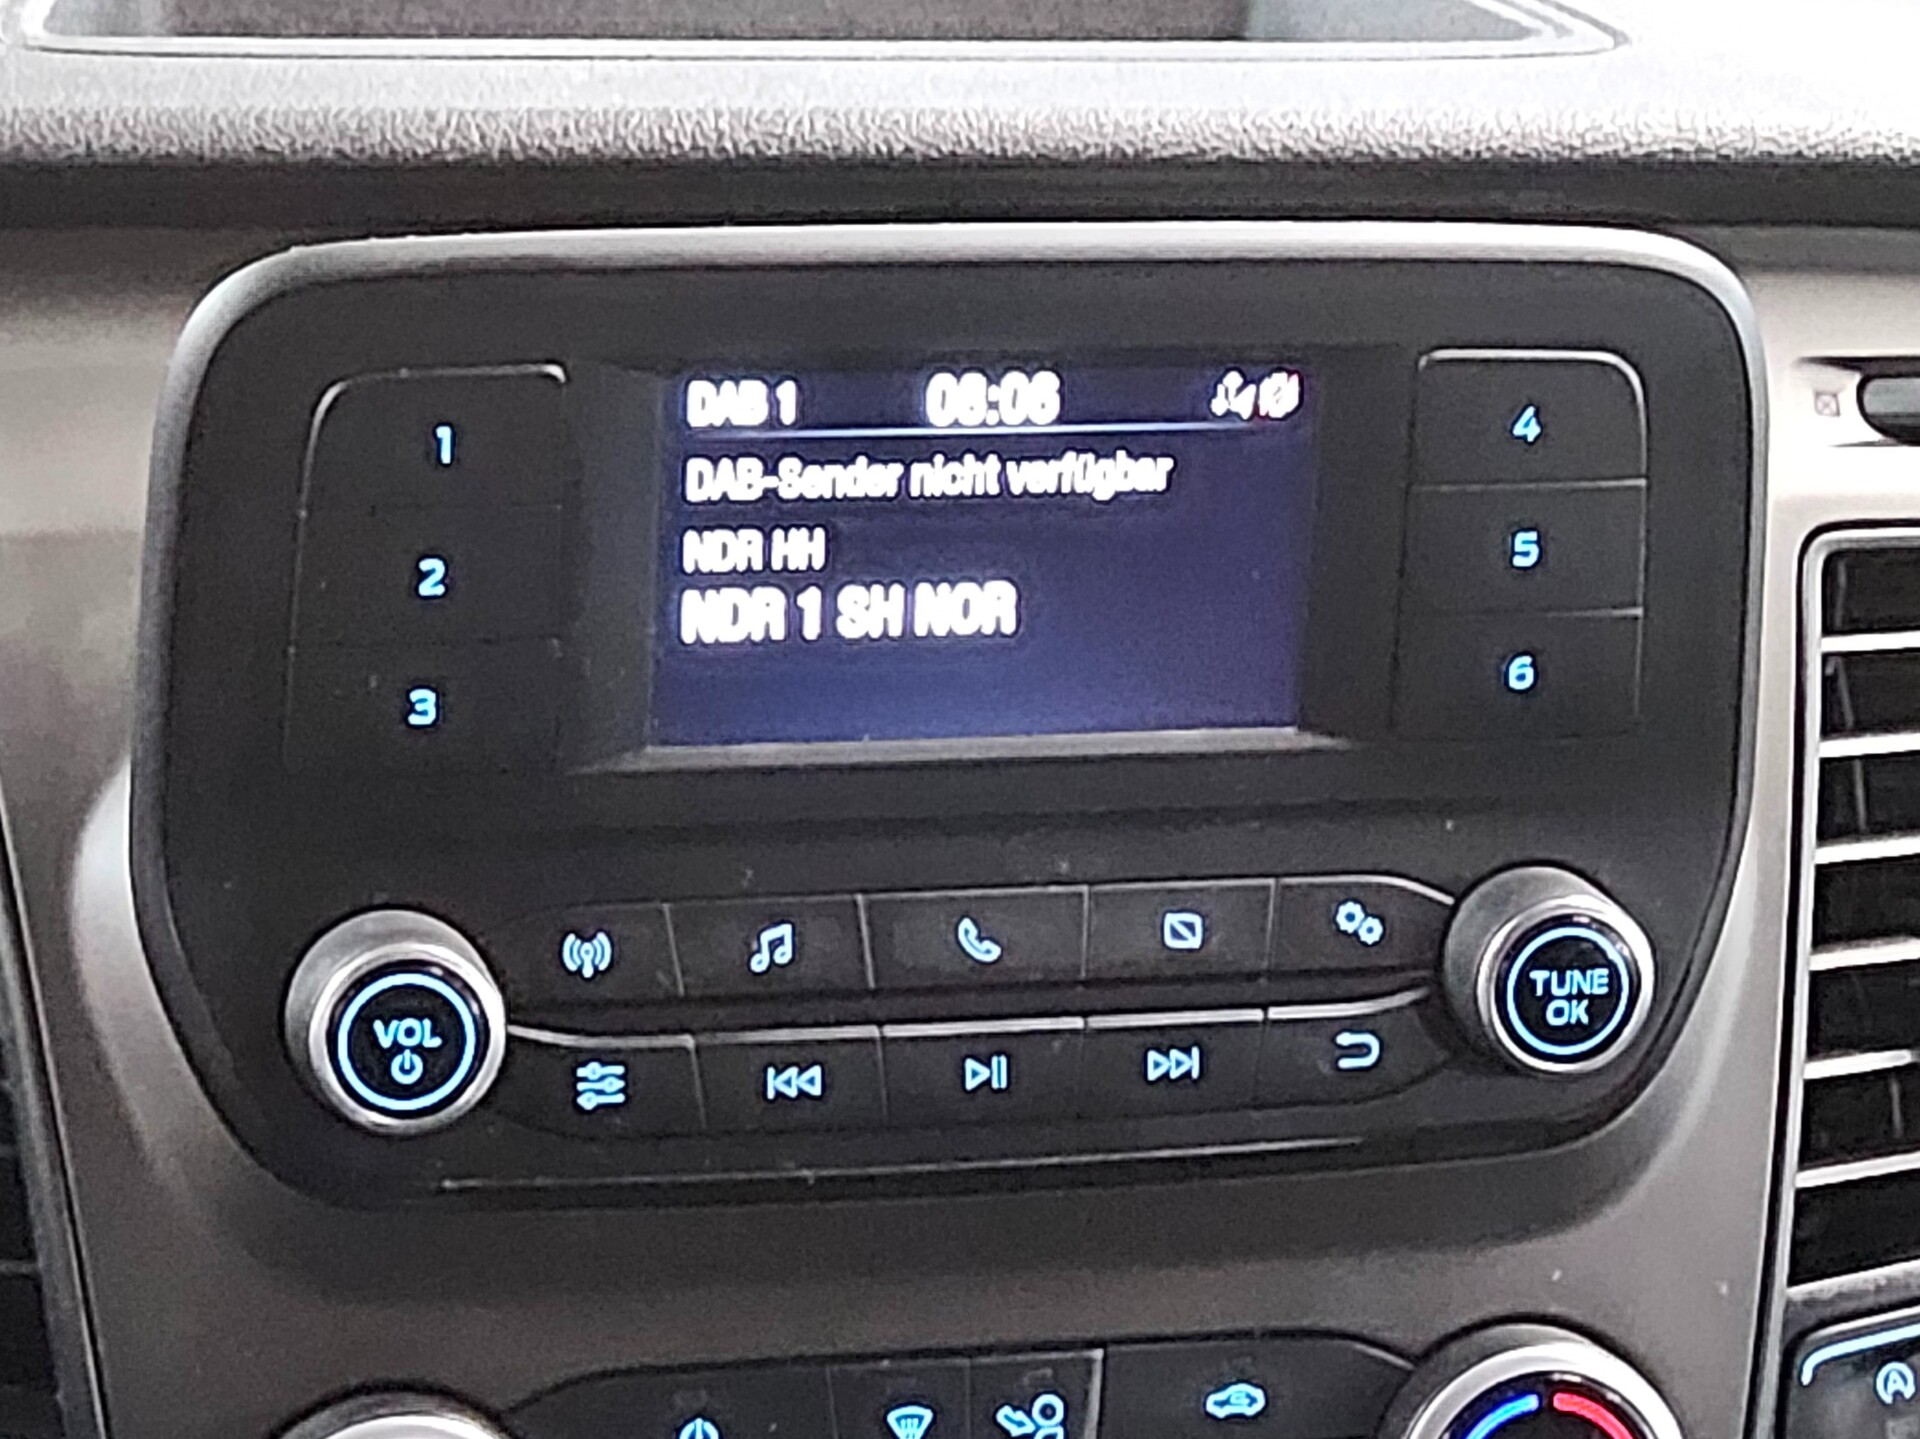 DAB 1 08:06
DAB-Sender nicht verfügbar
NDR HH
NDR 1 SH NOR
1
2
3
4
5
6
VOL
TUNE
OK
A